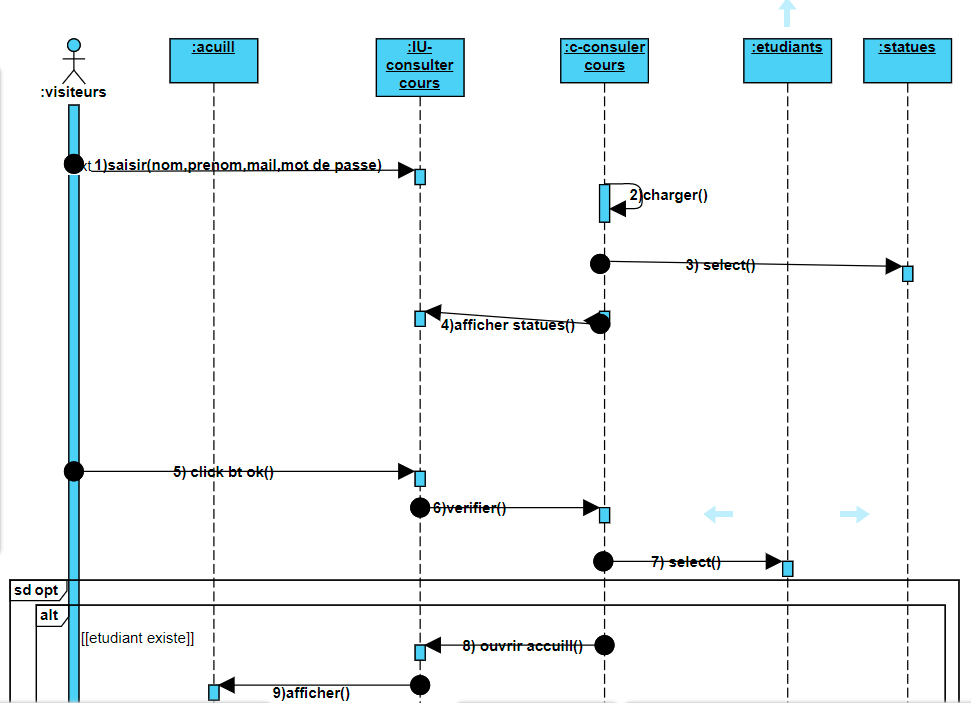 :acuill
:IU-
consulter
cours
:c-consuler
cours
:etudiants
:statues
:visiteurs
xt 1)saisir(nom,prenom,mail,mot de passe)
2)charger()
3) select()
4)afficher statues()
5) click bt ok()
6)verifier()
7) select()
sd opt
alt
[[etudiant existe]]
8) ouvrir accuill()
9)afficher()